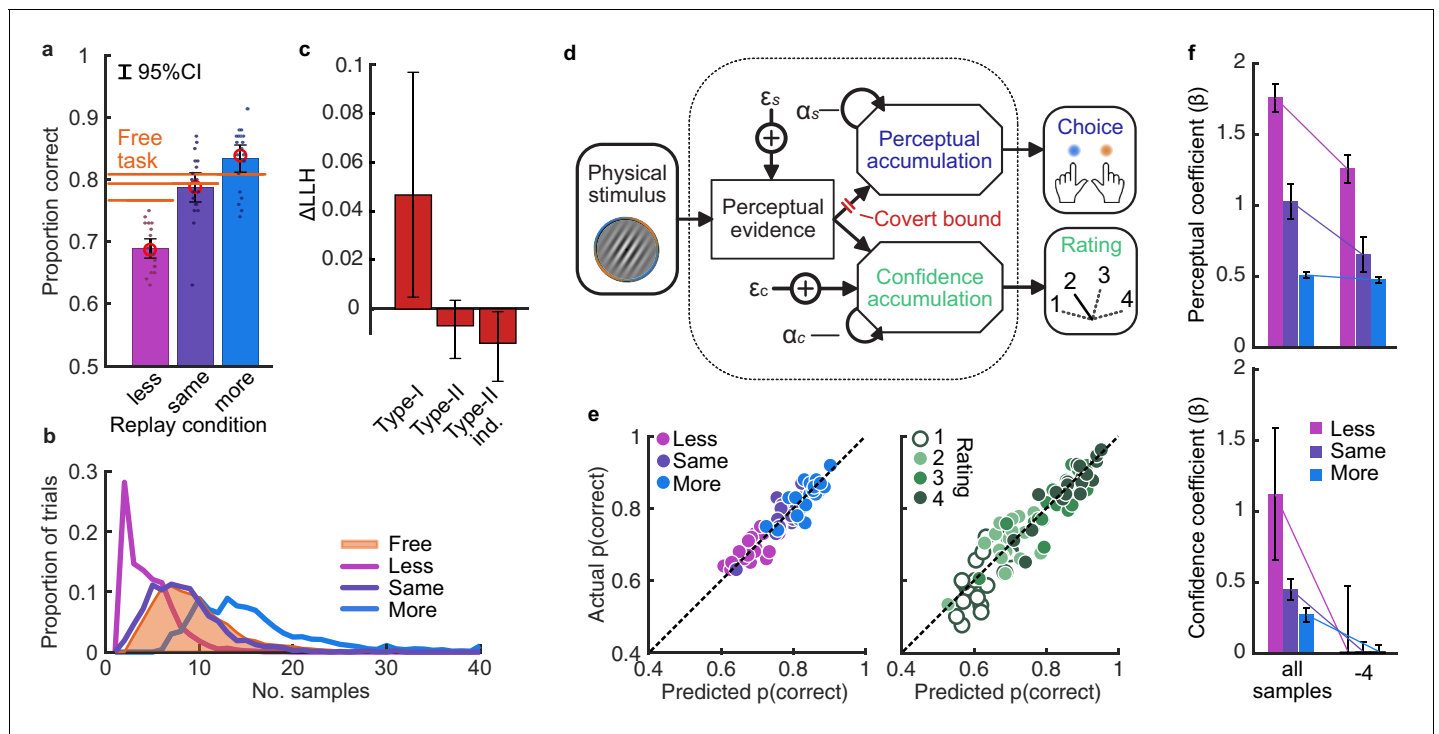 a
1
0.9
0.8
0.7
0.6
0.5
Proportion correct
95%CI
Free
task
less
same
more
Replay condition
b
0.3
0.2
0.1
0
Proportion of trials
0
10
20
30
40
No. samples
Free
Less
Same
More
c
0.1
0.08
0.06
0.04
0.02
0
ΔLLH
Type-I
Type-II
Type-II
ind.
d
Physical
stimulus
εs
Perceptual
evidence
αs
Perceptual
accumulation
Covert bound
εc
αc
Confidence
accumulation
Choice
Rating
1 2 3 4
e
1
0.8
0.6
0.4
Actual p(correct)
Less
Same
More
0.4
0.6
0.8
1
Predicted p(correct)
1
2
3
4
Rating
0.4
0.6
0.8
1
Predicted p(correct)
f
2
1.5
1
0.5
0
Perceptual coefficient (β)
2
1.5
1
0.5
0
Confidence coefficient (β)
Less
Same
More
all
samples
-4